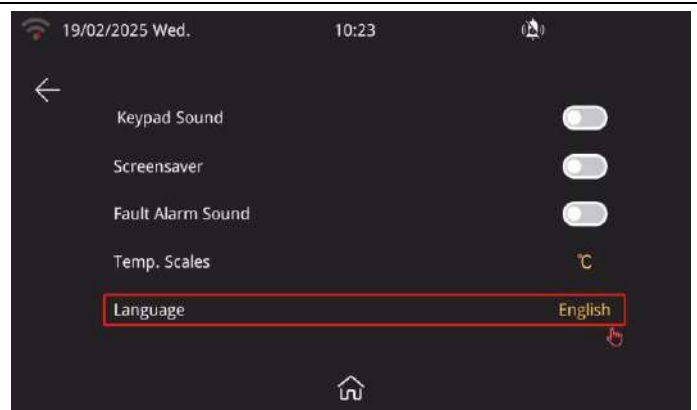 19/02/2025 Wed. 10:23
Keypad Sound
Screensaver
Fault Alarm Sound
Temp. Scales ℃
Language English